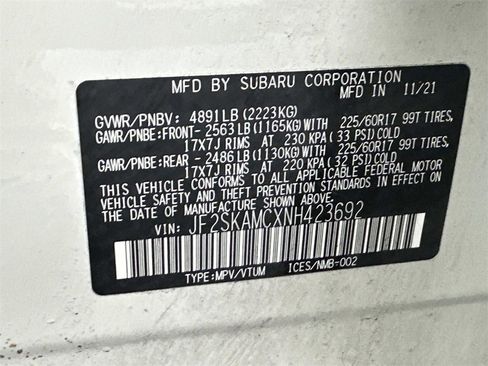 MFD BY SUBARU CORPORATION
MFD IN 11/21
GVWR/PNBV: 4891LB(2223KG)
GAWR/PNBE:FRONT- 2563LB(1165KG)WITH 225/60R17 99T TIRES,
17X7J RIMS AT 230 KPA(33 PSI)COLD
GAWR/PNBE:REAR - 2486LB(1130KG)WITH 225/60R17 99T TIRES,
17X7J RIMS AT 220 KPA(32 PSI)COLD
THIS VEHICLE CONFORMS TO ALL APPLICABLE FEDERAL MOTOR
VEHICLE SAFETY AND THEFT PREVENTION STANDARDS IN EFFECT
ON THE DATE OF MANUFACTURE SHOWN ABOVE.
VIN: JF2SKAMCXNH423692
TYPE:MPV/VTUM ICES/NMB-002